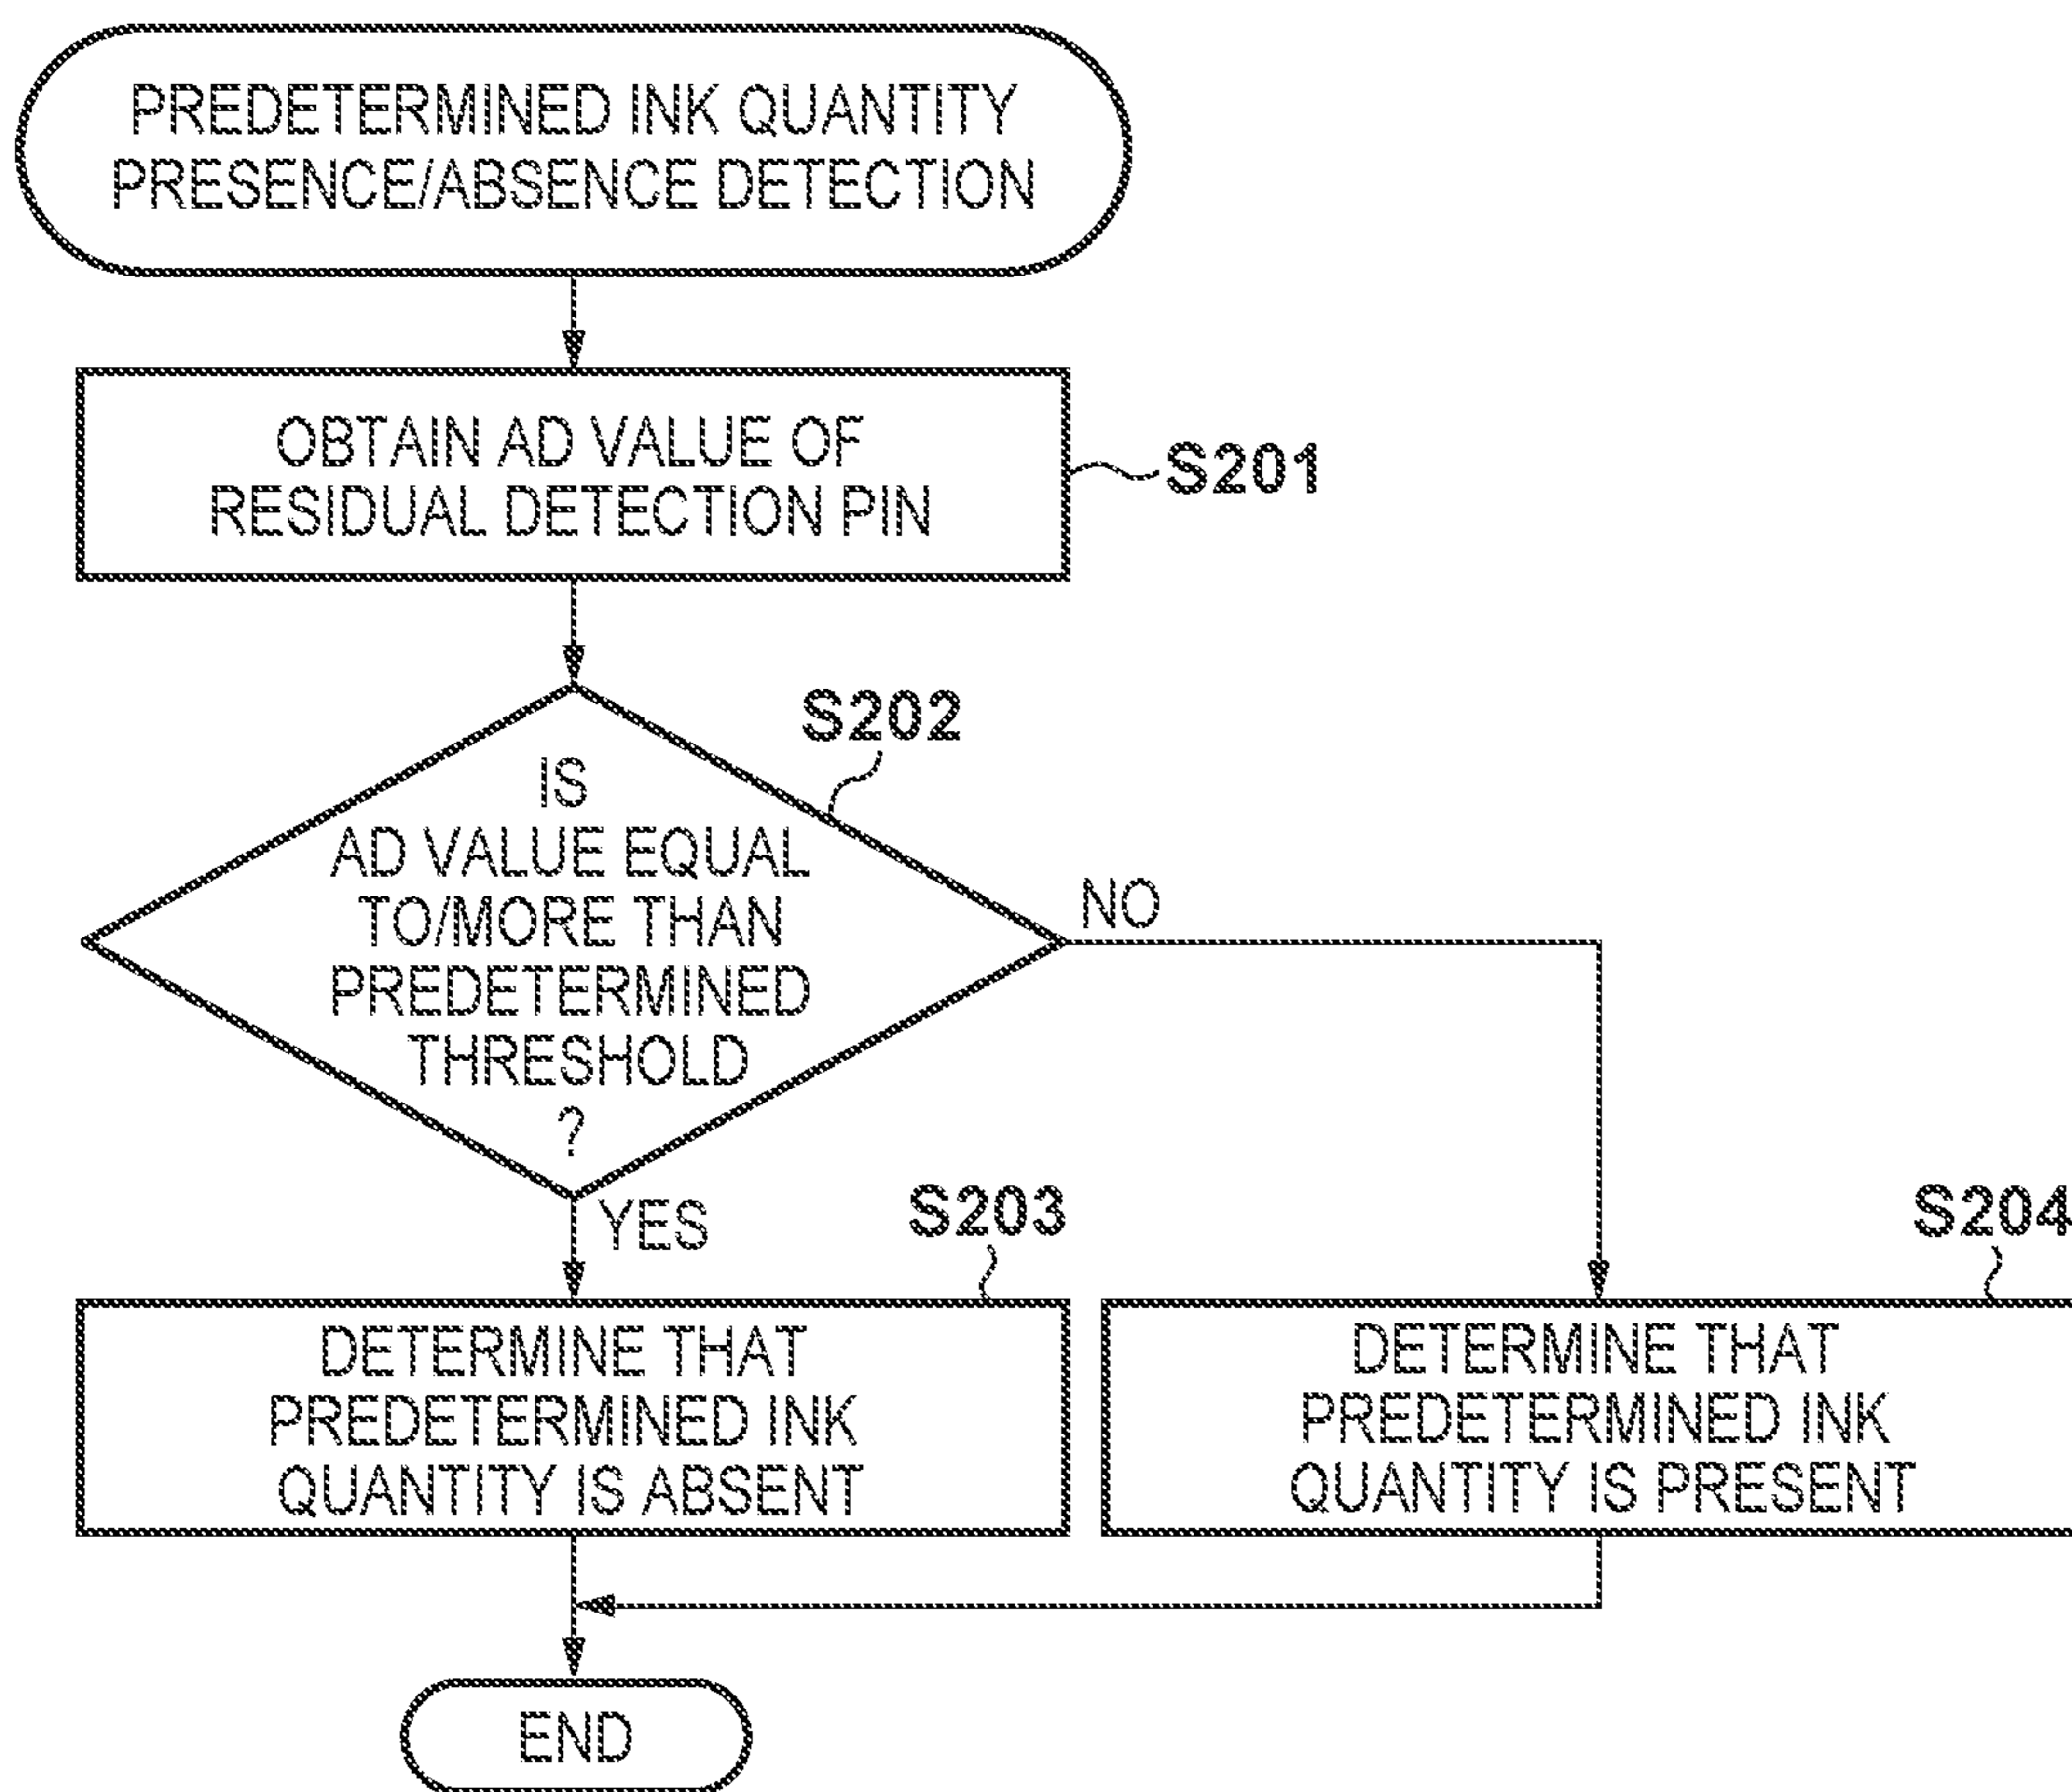 PREDETERMINED INK QUANTITY
PRESENCE/ABSENCE DETECTION
OBTAIN AD VALUE OF
RESIDUAL DETECTION PIN
S201
S202
IS
AD VALUE EQUAL
TO/MORE THAN
PREDETERMINED
THRESHOLD
?
NO
YES
S203
DETERMINE THAT
PREDETERMINED INK
QUANTITY IS ABSENT
S204
DETERMINE THAT
PREDETERMINED INK
QUANTITY IS PRESENT
END